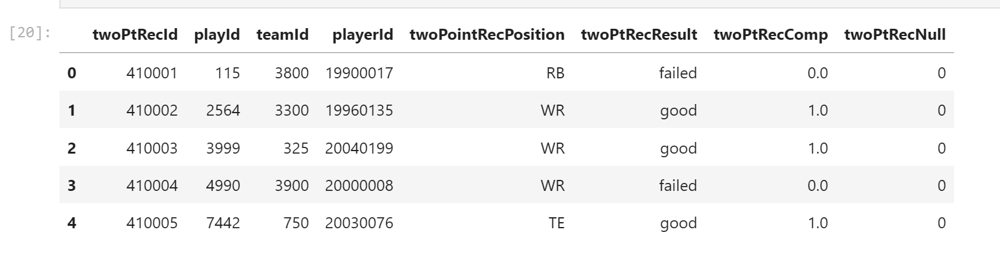 [20]: twoPtRecId playId teamId playerId twoPointRecPosition twoPtRecResult twoPtRecComp twoPtRecNull
0 410001 115 3800 19900017 RB failed 0.0 0
1 410002 2564 3300 19960135 WR good 1.0 0
2 410003 3999 325 20040199 WR good 1.0 0
3 410004 4990 3900 20000008 WR failed 0.0 0
4 410005 7442 750 20030076 TE good 1.0 0